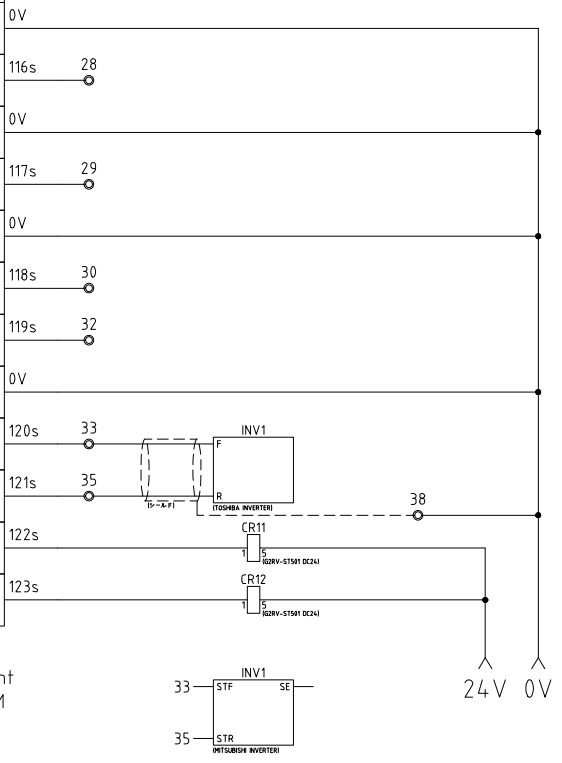 0V
116s 28
0V
117s 29
0V
118s 30
119s 32
0V
120s 33 INV1
F
121s 35 R
(シールド) (TOSHIBA INVERTER) 38
122s CR11
1 5
(G2RV-ST501 DC24)
123s CR12
1 5
(G2RV-ST501 DC24)
24V 0V
INV1
33 STF SE
35 STR
(MITSUBISHI INVERTER)